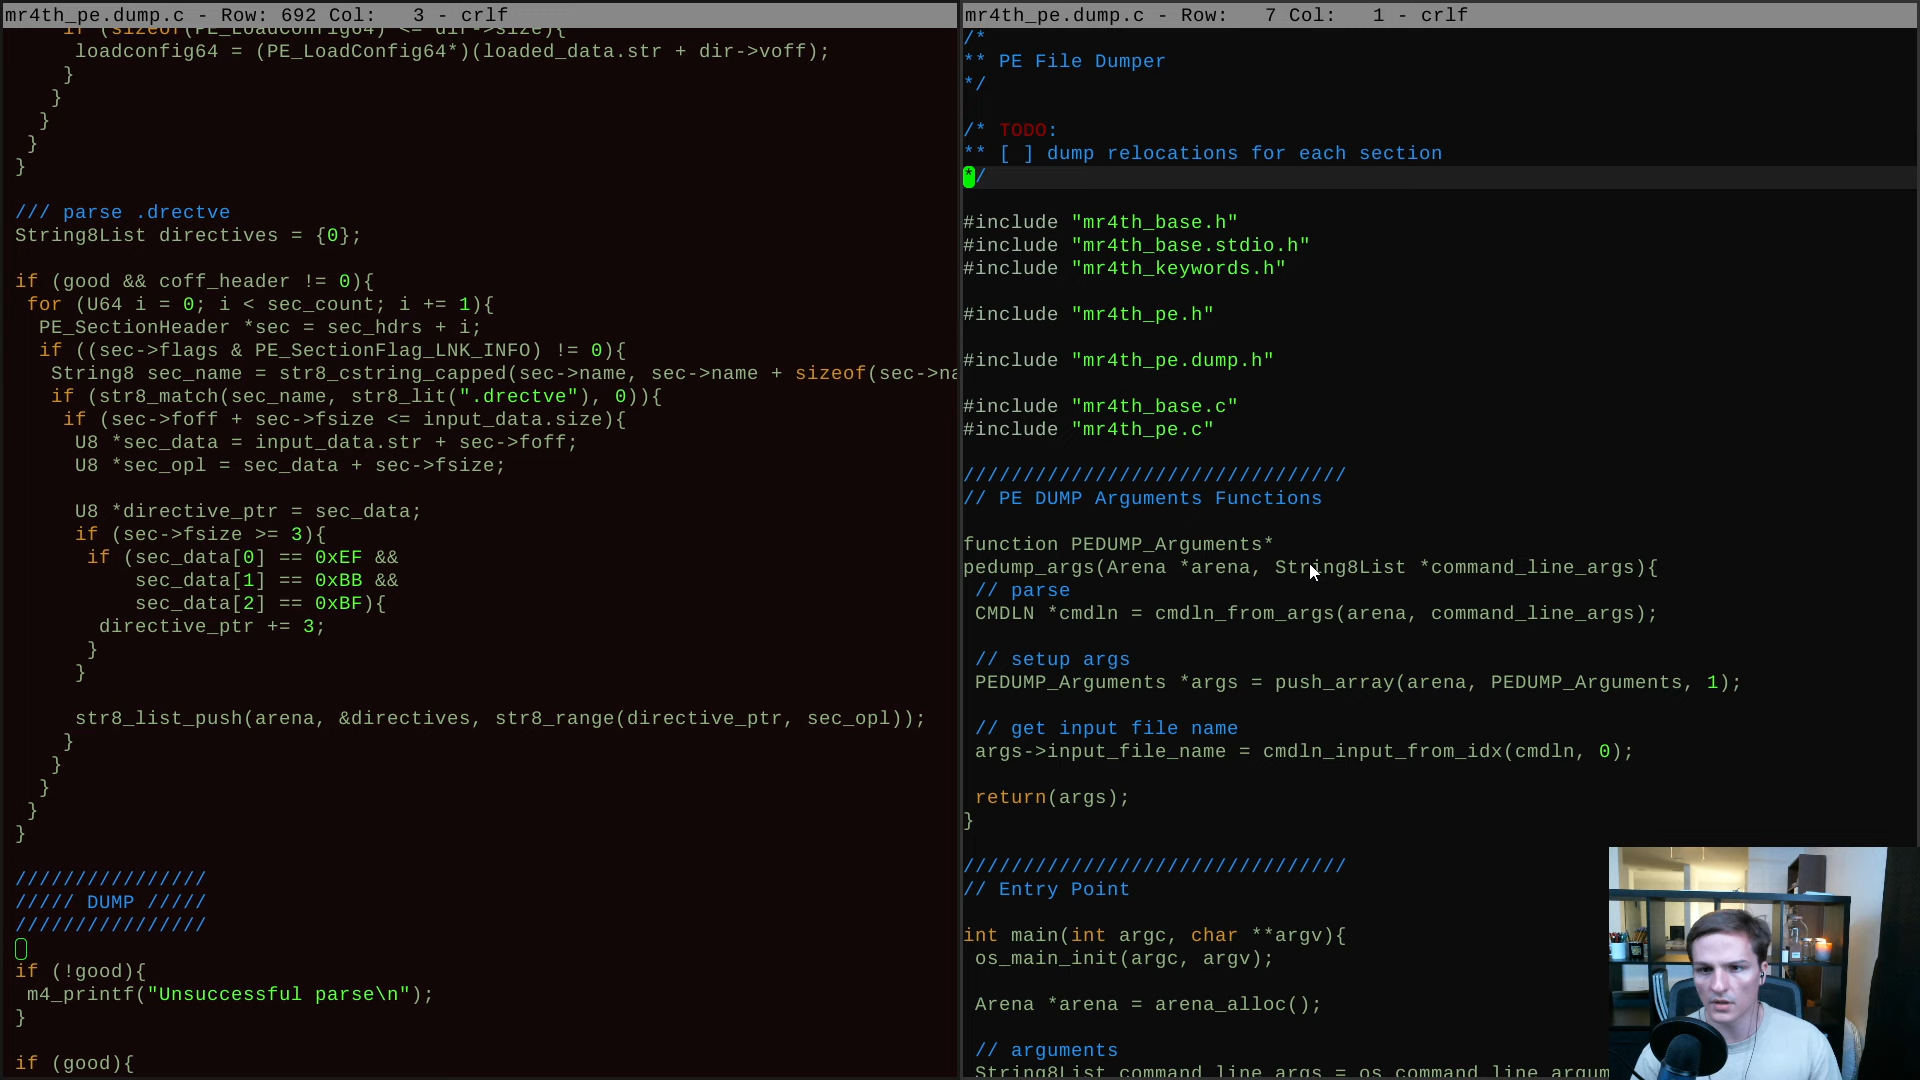 mr4th_pe.dump.c - Row: 692 Col:   3 - crlf
if (sizeof(PE_LoadConfig64) <= dir->size){
loadconfig64 = (PE_LoadConfig64*)(loaded_data.str + dir->voff);
}
}
}
}
}
/// parse .drectve
String8List directives = {0};
if (good && coff_header != 0){
for (U64 i = 0; i < sec_count; i += 1){
PE_SectionHeader *sec = sec_hdrs + i;
if ((sec->flags & PE_SectionFlag_LNK_INFO) != 0){
String8 sec_name = str8_cstring_capped(sec->name, sec->name + sizeof(sec->na
if (str8_match(sec_name, str8_lit(".drectve"), 0)){
if (sec->foff + sec->fsize <= input_data.size){
U8 *sec_data = input_data.str + sec->foff;
U8 *sec_opl = sec_data + sec->fsize;
U8 *directive_ptr = sec_data;
if (sec->fsize >= 3){
if (sec_data[0] == 0xEF &&
sec_data[1] == 0xBB &&
sec_data[2] == 0xBF){
directive_ptr += 3;
}
}
str8_list_push(arena, &directives, str8_range(directive_ptr, sec_opl));
}
}
}
}
}
////////////////
///// DUMP /////
////////////////
if (!good){
m4_printf("Unsuccessful parse\n");
}
if (good){
mr4th_pe.dump.c - Row:   7 Col:   1 - crlf
/*
** PE File Dumper
*/
/* TODO:
** [ ] dump relocations for each section
*/
#include "mr4th_base.h"
#include "mr4th_base.stdio.h"
#include "mr4th_keywords.h"
#include "mr4th_pe.h"
#include "mr4th_pe.dump.h"
#include "mr4th_base.c"
#include "mr4th_pe.c"
////////////////////////////////
// PE DUMP Arguments Functions
function PEDUMP_Arguments*
pedump_args(Arena *arena, String8List *command_line_args){
// parse
CMDLN *cmdln = cmdln_from_args(arena, command_line_args);
// setup args
PEDUMP_Arguments *args = push_array(arena, PEDUMP_Arguments, 1);
// get input file name
args->input_file_name = cmdln_input_from_idx(cmdln, 0);
return(args);
}
////////////////////////////////
// Entry Point
int main(int argc, char **argv){
os_main_init(argc, argv);
Arena *arena = arena_alloc();
// arguments
String8List command_line_args = os_command_line_argum